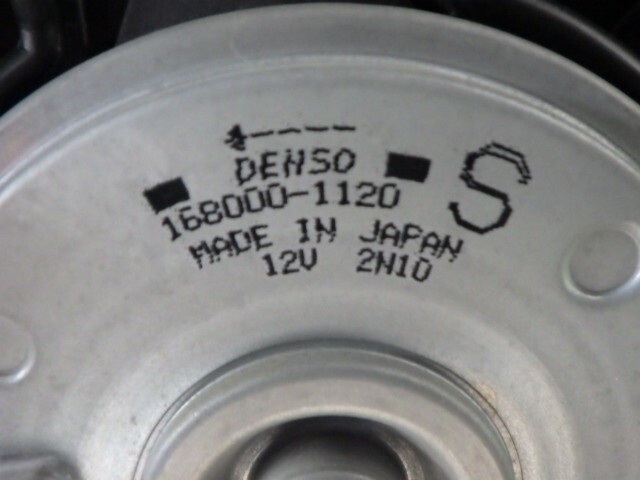 DENSO
S
168000-1120
MADE IN JAPAN
12V 2N10